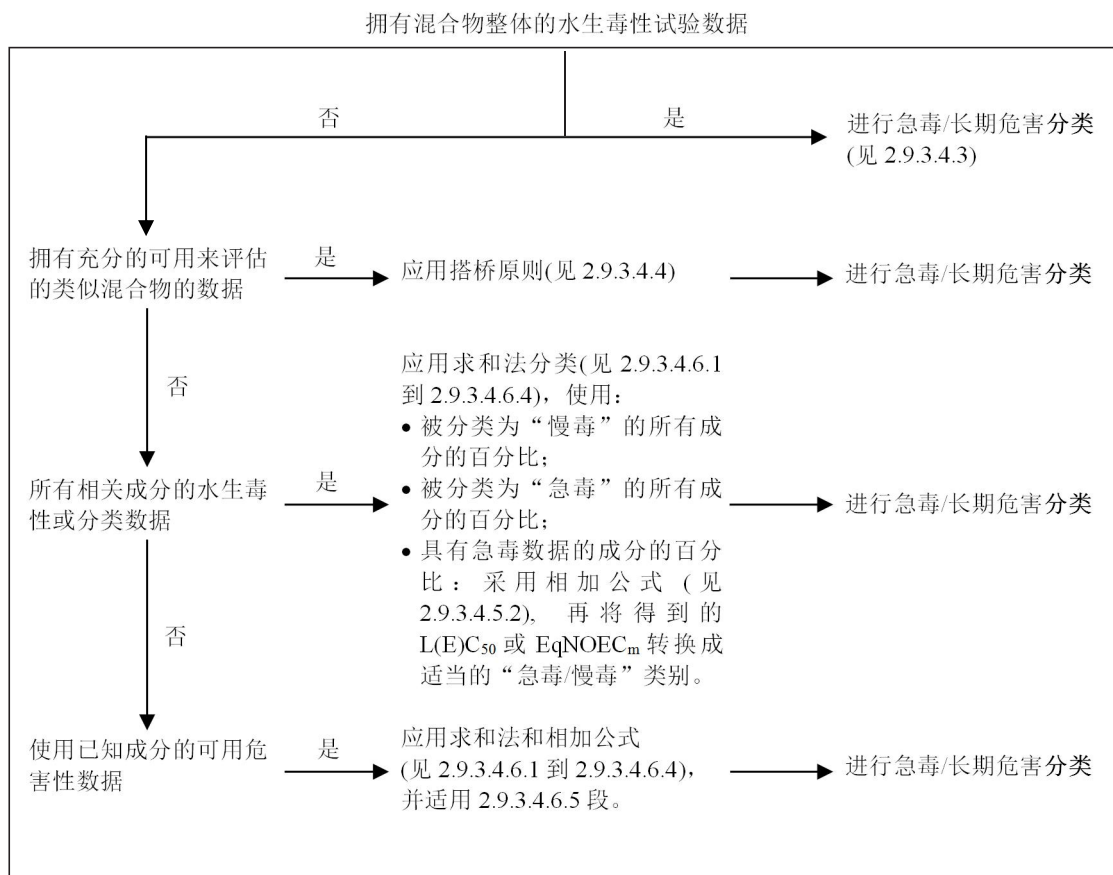 拥有混合物整体的水生毒性试验数据
否
是
进行急毒/长期危害分类
(见 2.9.3.4.3)
拥有充分的可用来评估
的类似混合物的数据
是
应用搭桥原则(见 2.9.3.4.4)
进行急毒/长期危害分类
否
应用求和法分类(见 2.9.3.4.6.1
到 2.9.3.4.6.4)，使用：
• 被分类为“慢毒”的所有成
分的百分比；
• 被分类为“急毒”的所有成
分的百分比；
• 具有急毒数据的成分的百分
比：采用相加公式 (见
2.9.3.4.5.2), 再将得到的
L(E)C₅₀ 或 EqNOECₘ 转换成
适当的“急毒/慢毒”类别。
所有相关成分的水生毒
性或分类数据
是
进行急毒/长期危害分类
否
使用已知成分的可用危
害性数据
是
应用求和法和相加公式
(见 2.9.3.4.6.1 到 2.9.3.4.6.4)，
并适用 2.9.3.4.6.5 段。
进行急毒/长期危害分类